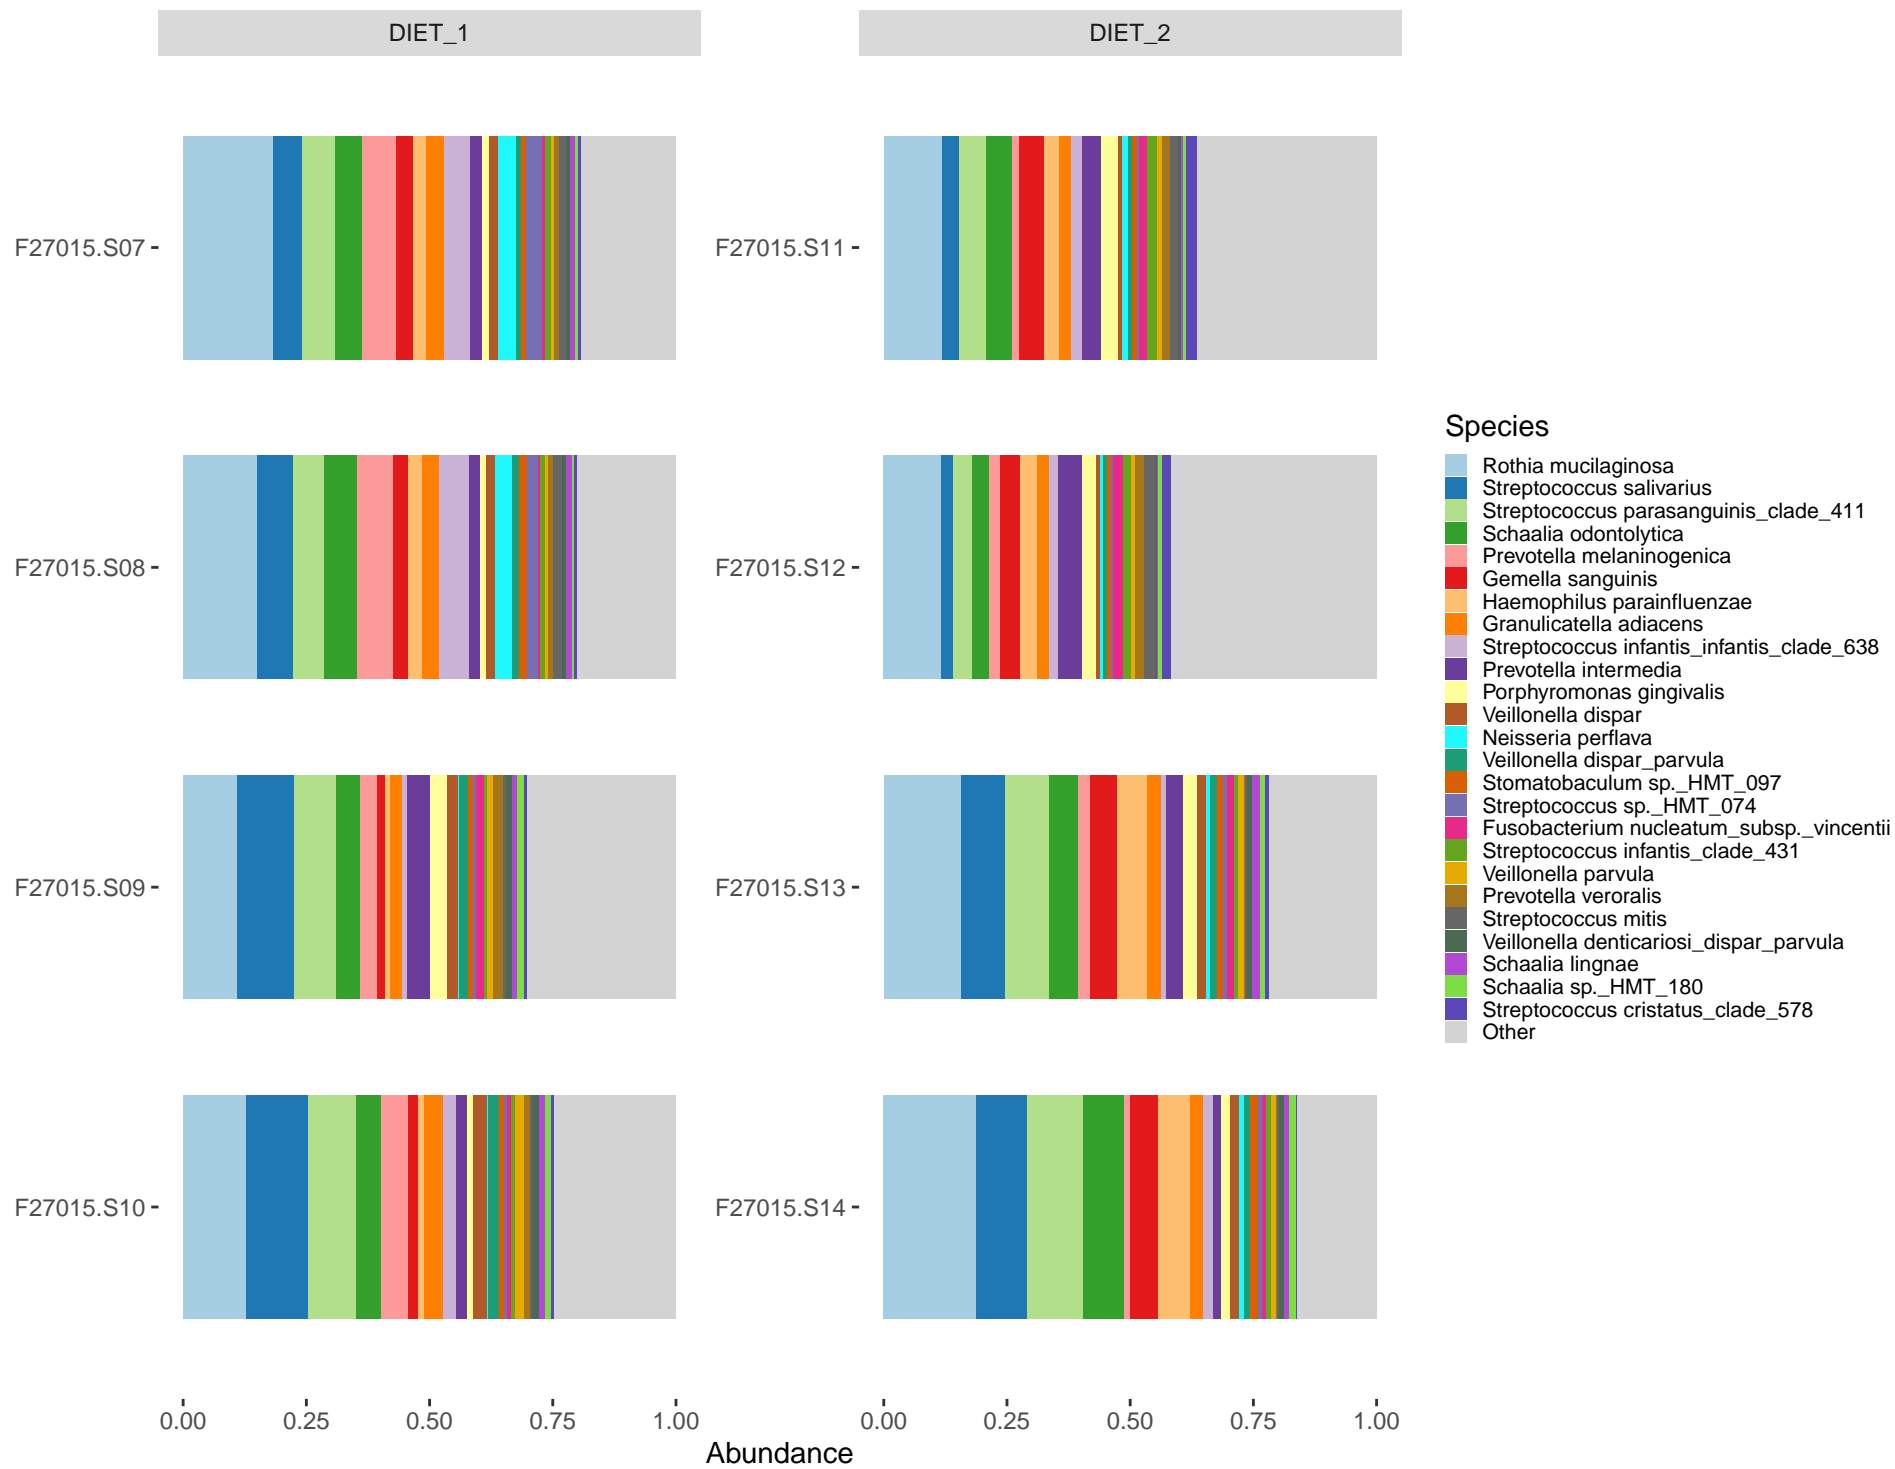 DIET_1
DIET_2
F27015.S07
F27015.S11
F27015.S08
F27015.S12
F27015.S09
F27015.S13
F27015.S10
F27015.S14
0.00 0.25 0.50 0.75 1.00
0.00 0.25 0.50 0.75 1.00
Abundance
Species
Rothia mucilaginosa
Streptococcus salivarius
Streptococcus parasanguinis_clade_411
Schaalia odontolytica
Prevotella melaninogenica
Gemella sanguinis
Haemophilus parainfluenzae
Granulicatella adiacens
Streptococcus infantis_infantis_clade_638
Prevotella intermedia
Porphyromonas gingivalis
Veillonella dispar
Neisseria perflava
Veillonella dispar_parvula
Stomatobaculum sp._HMT_097
Streptococcus sp._HMT_074
Fusobacterium nucleatum_subsp._vincentii
Streptococcus infantis_clade_431
Veillonella parvula
Prevotella veroralis
Streptococcus mitis
Veillonella denticariosi_dispar_parvula
Schaalia lingnae
Schaalia sp._HMT_180
Streptococcus cristatus_clade_578
Other